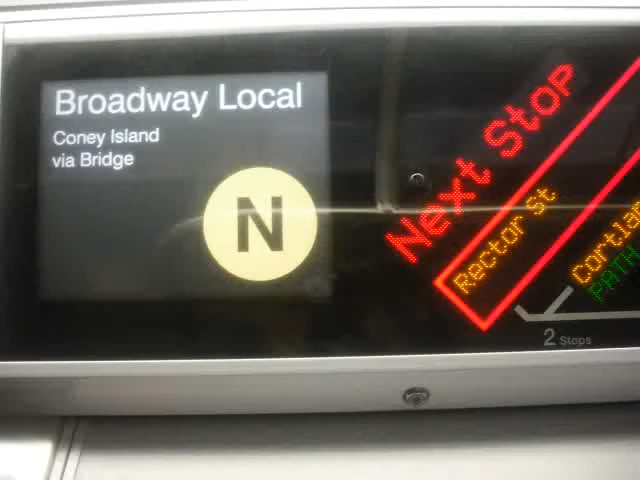 Broadway Local
Coney Island
via Bridge
N
Next Stop
Rector St
PATH
2 Stops